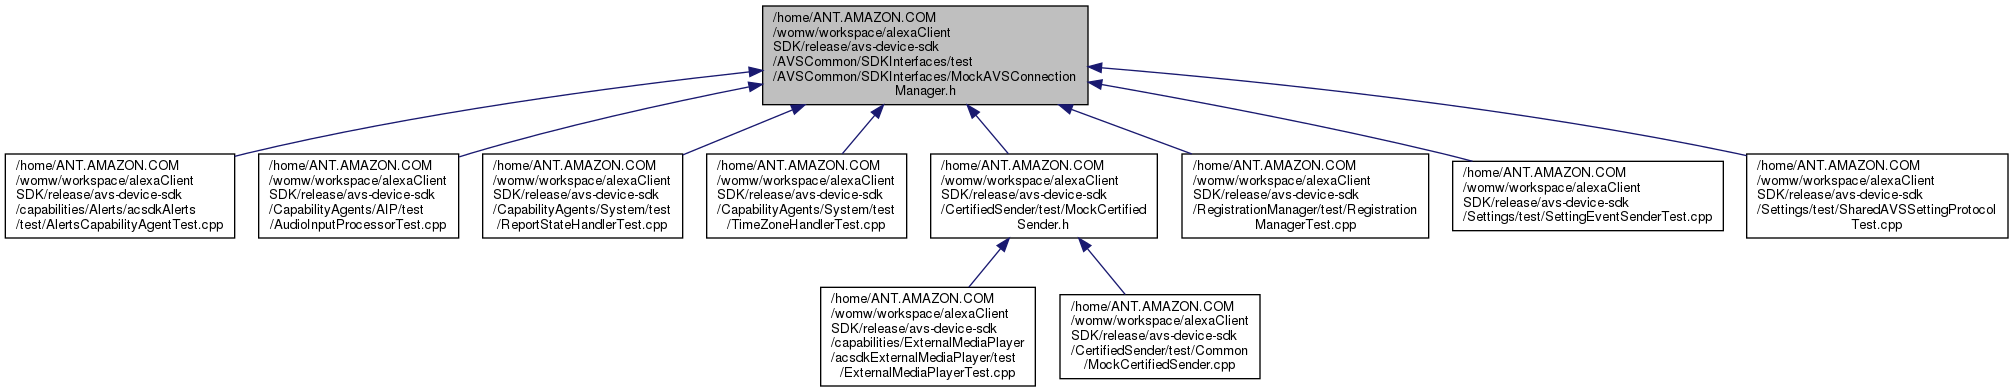 /home/ANT.AMAZON.COM
/womw/workspace/alexaClient
SDK/release/avs-device-sdk
/AVSCommon/SDKInterfaces/test
/AVSCommon/SDKInterfaces/MockAVSConnection
Manager.h
/home/ANT.AMAZON.COM
/womw/workspace/alexaClient
SDK/release/avs-device-sdk
/capabilities/Alerts/acsdkAlerts
/test/AlertsCapabilityAgentTest.cpp
/home/ANT.AMAZON.COM
/womw/workspace/alexaClient
SDK/release/avs-device-sdk
/CapabilityAgents/AIP/test
/AudioInputProcessorTest.cpp
/home/ANT.AMAZON.COM
/womw/workspace/alexaClient
SDK/release/avs-device-sdk
/CapabilityAgents/System/test
/ReportStateHandlerTest.cpp
/home/ANT.AMAZON.COM
/womw/workspace/alexaClient
SDK/release/avs-device-sdk
/CapabilityAgents/System/test
/TimeZoneHandlerTest.cpp
/home/ANT.AMAZON.COM
/womw/workspace/alexaClient
SDK/release/avs-device-sdk
/CertifiedSender/test/MockCertified
Sender.h
/home/ANT.AMAZON.COM
/womw/workspace/alexaClient
SDK/release/avs-device-sdk
/RegistrationManager/test/Registration
ManagerTest.cpp
/home/ANT.AMAZON.COM
/womw/workspace/alexaClient
SDK/release/avs-device-sdk
/Settings/test/SettingEventSenderTest.cpp
/home/ANT.AMAZON.COM
/womw/workspace/alexaClient
SDK/release/avs-device-sdk
/Settings/test/SharedAVSSettingProtocol
Test.cpp
/home/ANT.AMAZON.COM
/womw/workspace/alexaClient
SDK/release/avs-device-sdk
/capabilities/ExternalMediaPlayer
/acsdkExternalMediaPlayer/test
/ExternalMediaPlayerTest.cpp
/home/ANT.AMAZON.COM
/womw/workspace/alexaClient
SDK/release/avs-device-sdk
/CertifiedSender/test/Common
/MockCertifiedSender.cpp